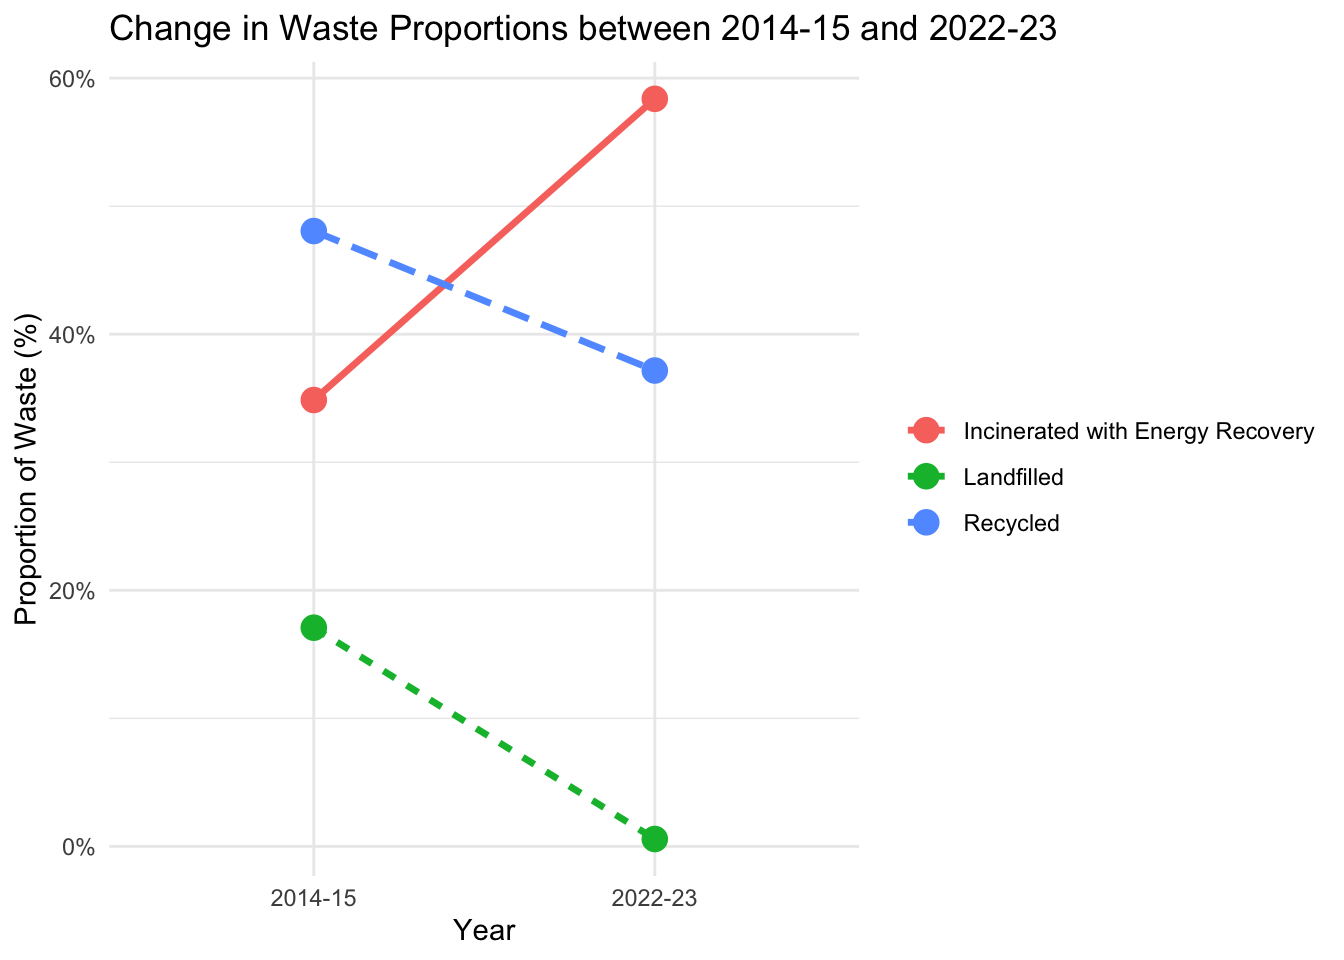 Change in Waste Proportions between 2014-15 and 2022-23
60%
40%
20%
0%
Proportion of Waste (%)
2014-15
2022-23
Year
Incinerated with Energy Recovery
Landfilled
Recycled